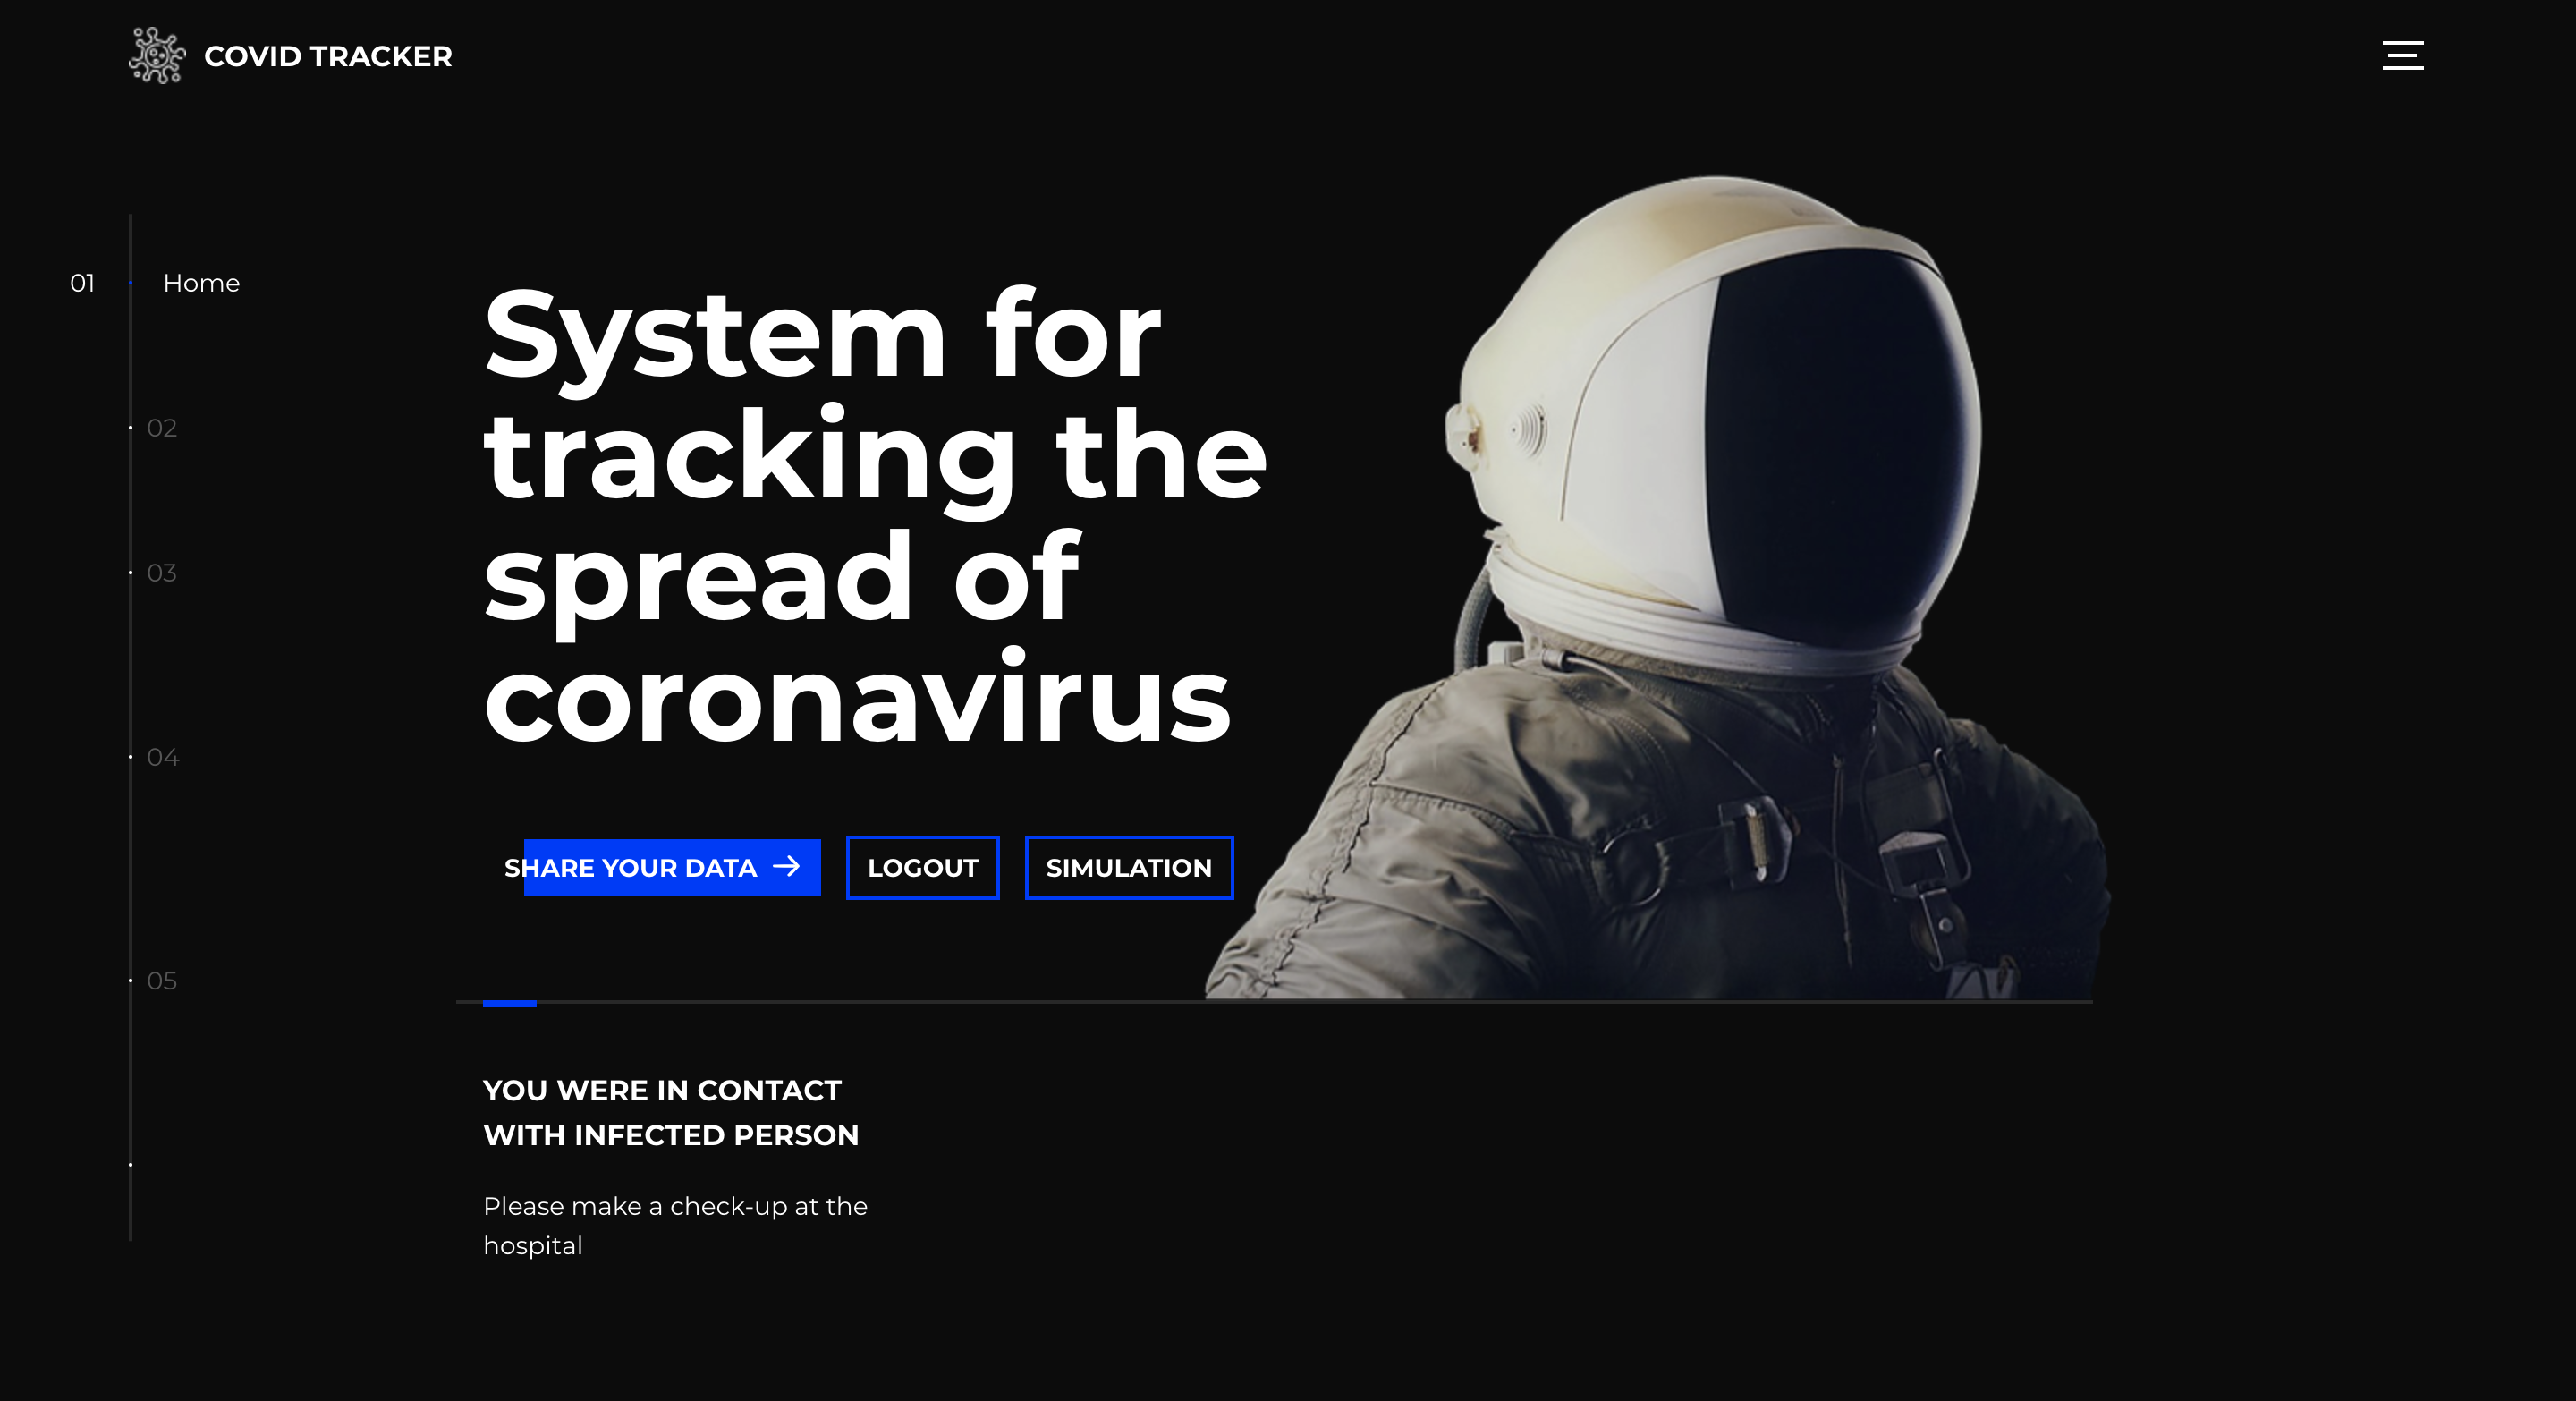 COVID TRACKER
01 Home
02
03
04
05
System for
tracking the
spread of
coronavirus
SHARE YOUR DATA →
LOGOUT
SIMULATION
YOU WERE IN CONTACT
WITH INFECTED PERSON
Please make a check-up at the
hospital